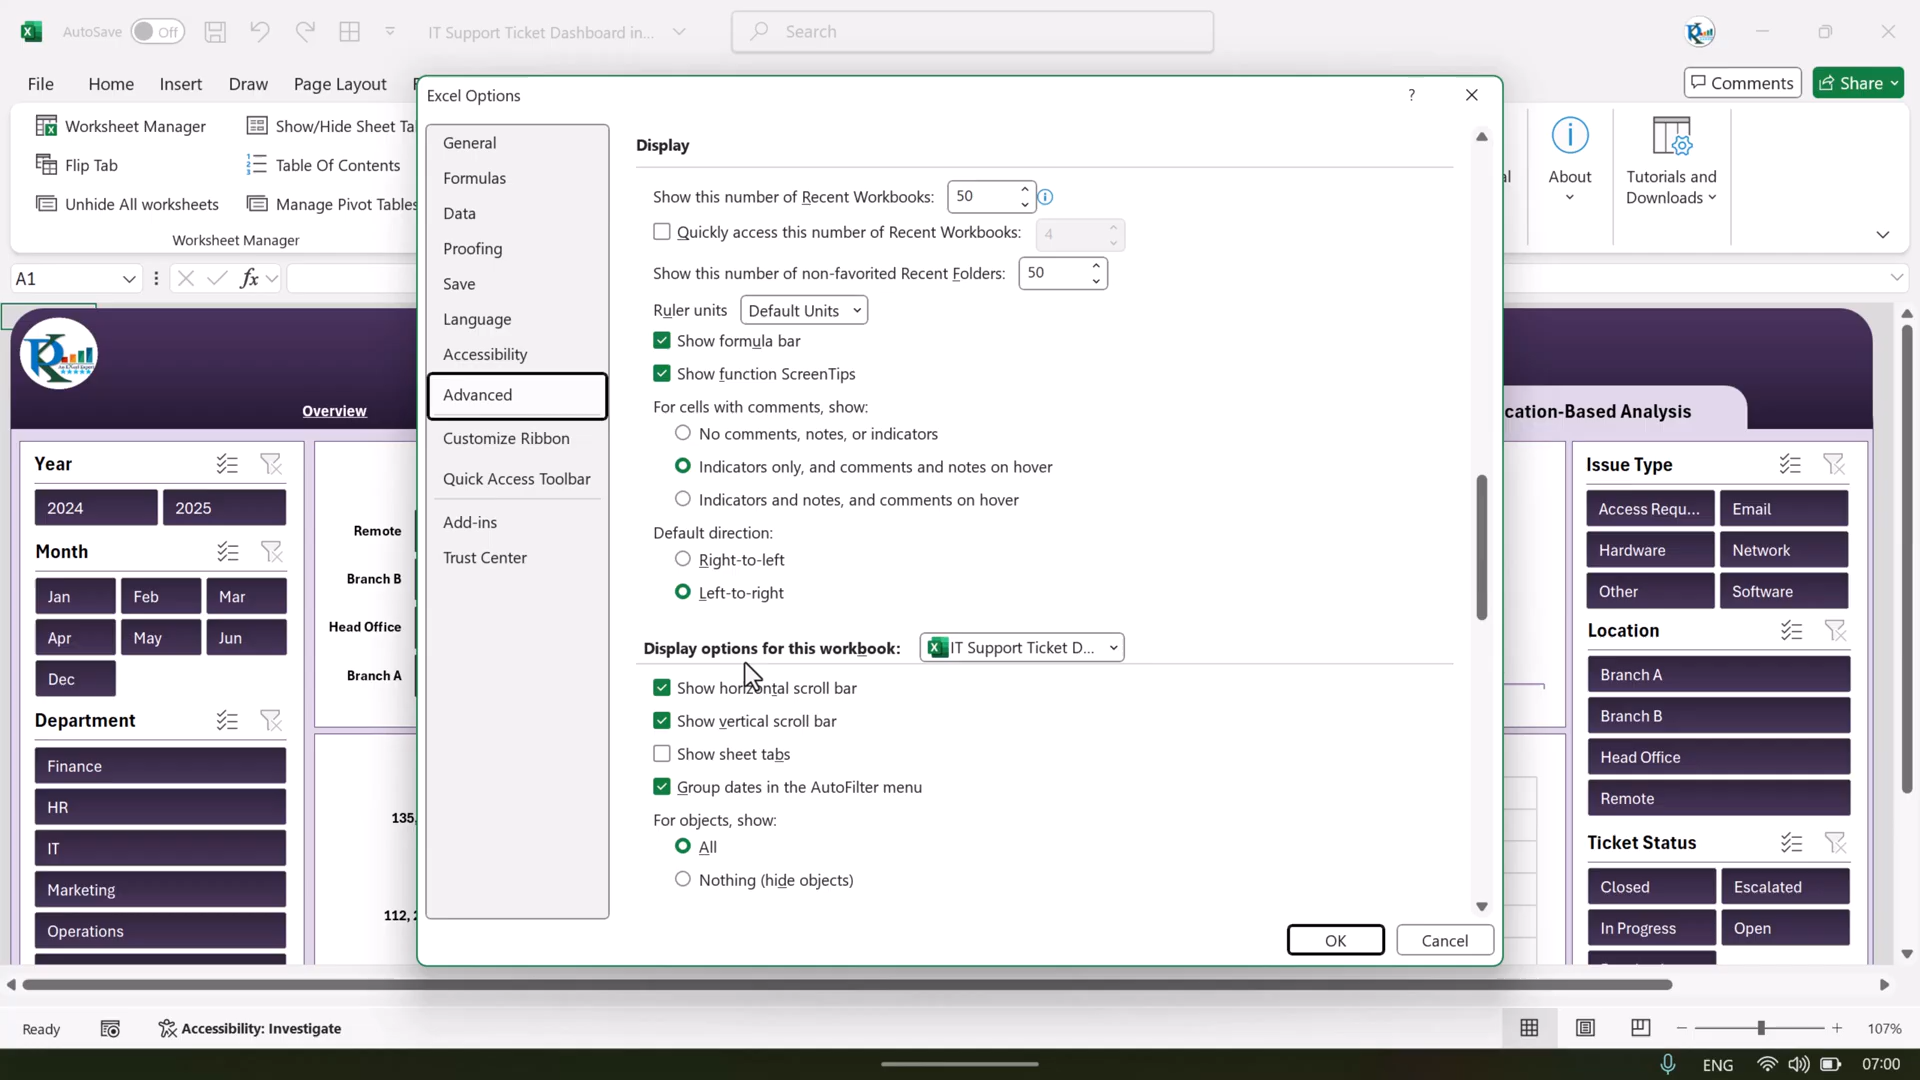 AutoSave Off
IT Support Ticket Dashboard in...
Search
File Home Insert Draw Page Layout
Comments
Share
Worksheet Manager
Show/Hide Sheet Ta
Flip Tab
Table Of Contents
Unhide All worksheets
Manage Pivot Tables
Worksheet Manager
About
Tutorials and
Downloads
A1
fx
Excel Options
?
General
Formulas
Data
Proofing
Save
Language
Accessibility
Advanced
Customize Ribbon
Quick Access Toolbar
Add-ins
Trust Center
Display
Show this number of Recent Workbooks: 50
Quickly access this number of Recent Workbooks: 4
Show this number of non-favorited Recent Folders: 50
Ruler units Default Units
Show formula bar
Show function ScreenTips
For cells with comments, show:
No comments, notes, or indicators
Indicators only, and comments and notes on hover
Indicators and notes, and comments on hover
Default direction:
Right-to-left
Left-to-right
Display options for this workbook: IT Support Ticket D...
Show horizontal scroll bar
Show vertical scroll bar
Show sheet tabs
Group dates in the AutoFilter menu
For objects, show:
All
Nothing (hide objects)
OK Cancel
Overview
cation-Based Analysis
Year
2024 2025
Month
Jan Feb Mar
Apr May Jun
Dec
Department
Finance
HR
IT
Marketing
Operations
Remote
Branch B
Head Office
Branch A
135,
112, 2
Issue Type
Access Requ... Email
Hardware Network
Other Software
Location
Branch A
Branch B
Head Office
Remote
Ticket Status
Closed Escalated
In Progress Open
Ready
Accessibility: Investigate
107%
ENG
07:00